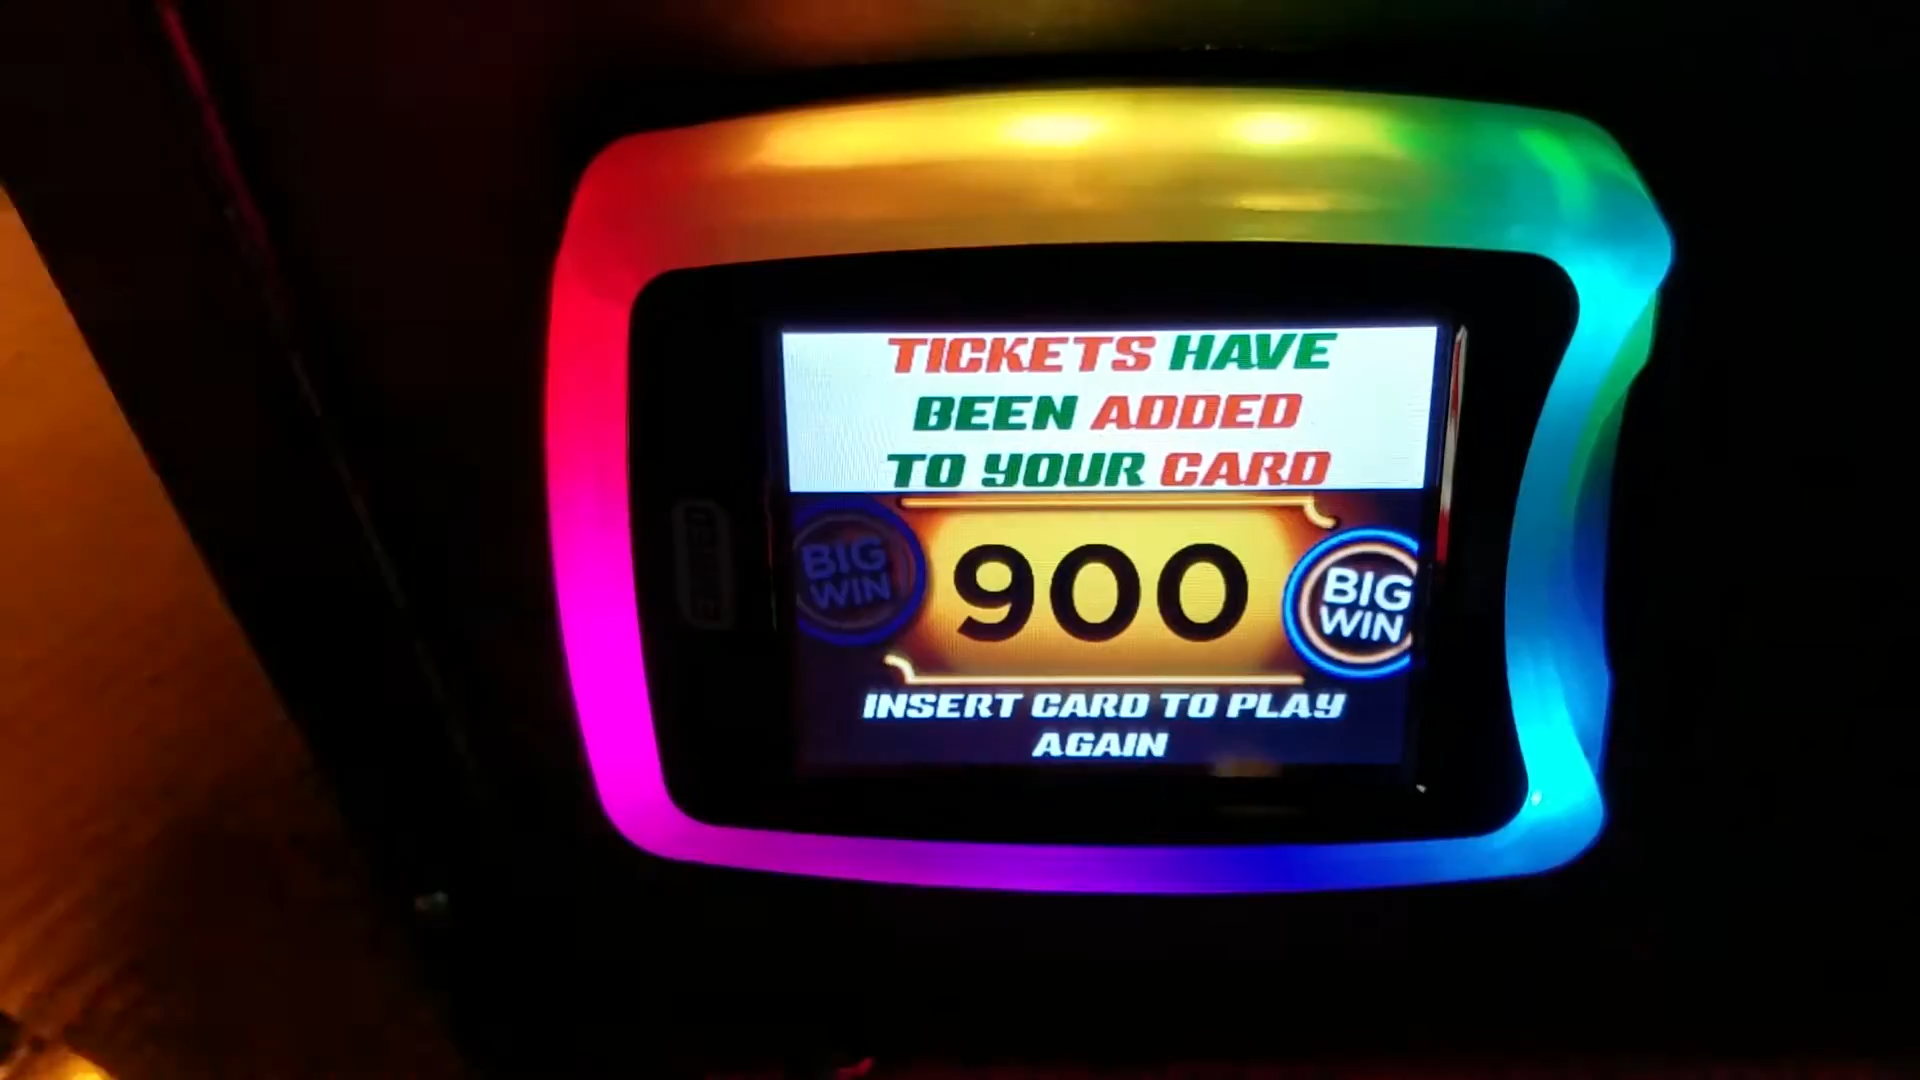 TICKETS HAVE
BEEN ADDED
TO YOUR CARD
BIG
WIN
900
BIG
WIN
INSERT CARD TO PLAY
AGAIN